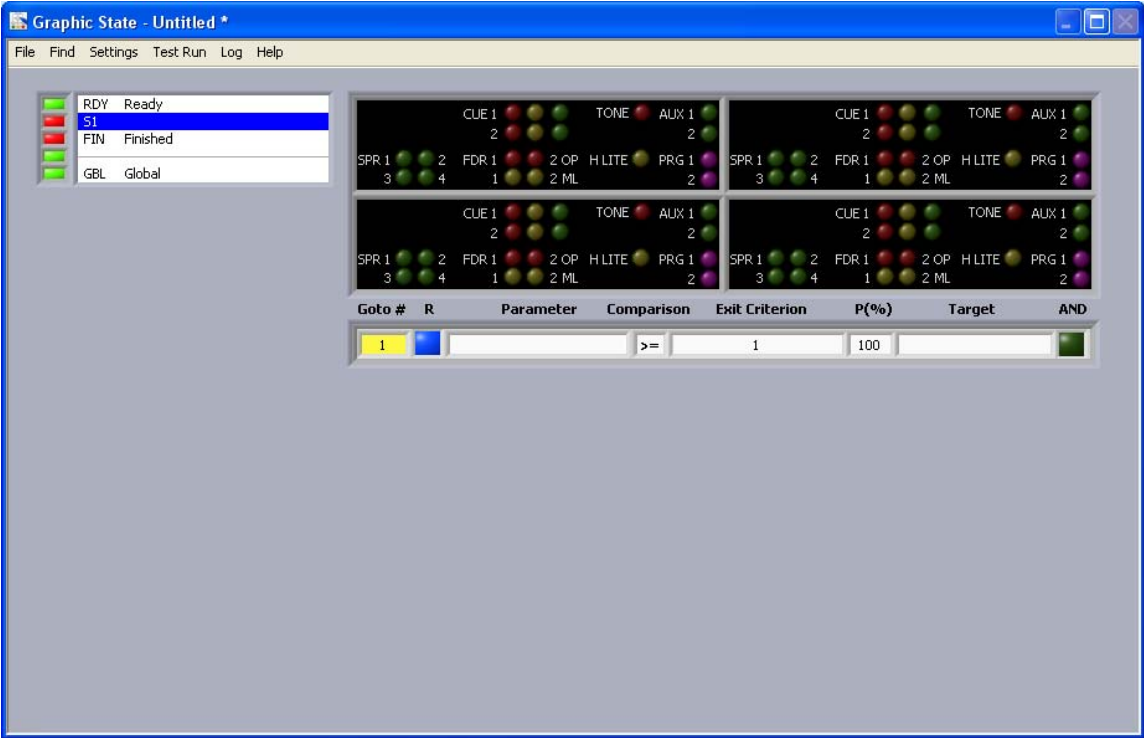 Graphic State - Untitled *
File Find Settings Test Run Log Help
RDY Ready
S1
FIN Finished
GBL Global
CUE 1 TONE AUX 1
2 2
SPR 1 2 FDR 1 2 OP H LITE PRG 1
3 4 1 2 ML 2
CUE 1 TONE AUX 1
2 2
SPR 1 2 FDR 1 2 OP H LITE PRG 1
3 4 1 2 ML 2
CUE 1 TONE AUX 1
2 2
SPR 1 2 FDR 1 2 OP H LITE PRG 1
3 4 1 2 ML 2
CUE 1 TONE AUX 1
2 2
SPR 1 2 FDR 1 2 OP H LITE PRG 1
3 4 1 2 ML 2
Goto # R Parameter Comparison Exit Criterion P(%) Target AND
1 >= 1 100